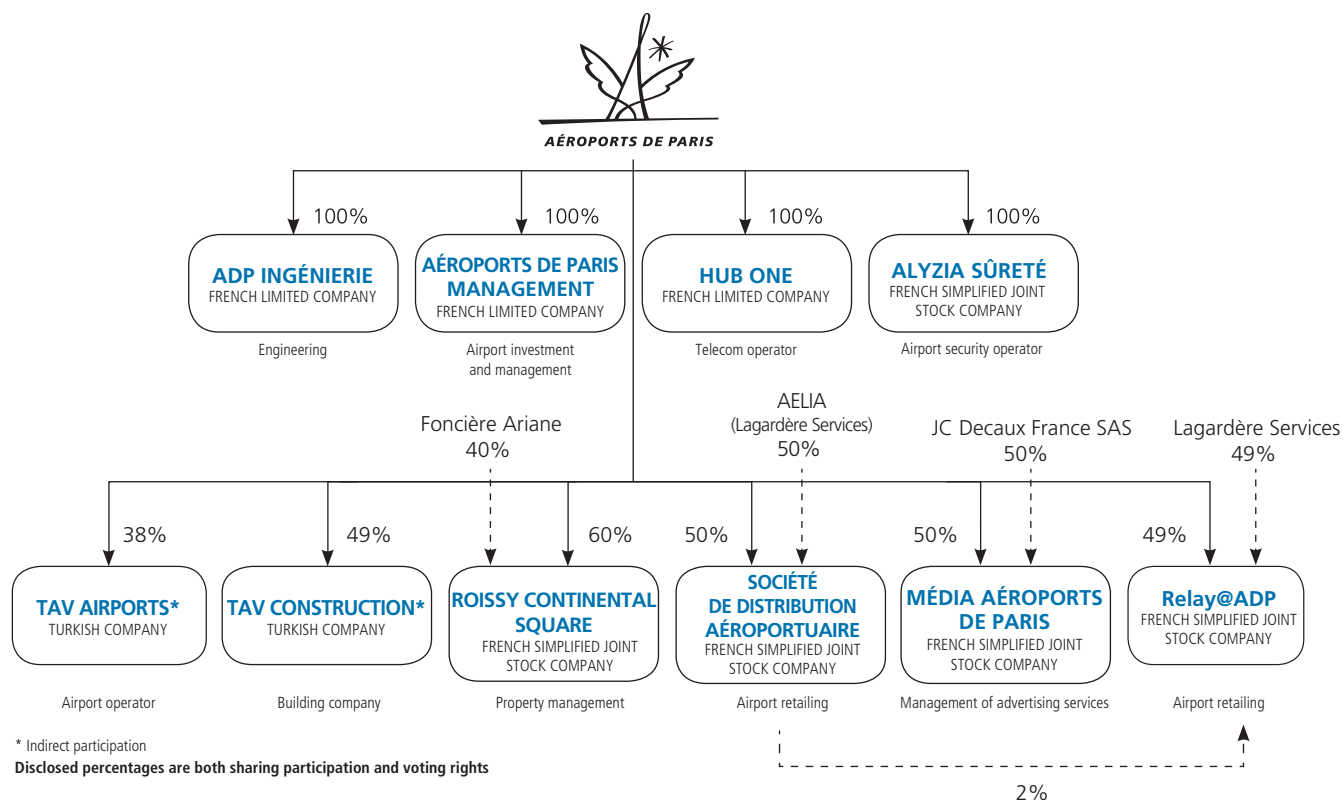 AÉROPORTS DE PARIS
100%
100%
100%
100%
ADP INGÉNIERIE
FRENCH LIMITED COMPANY
Engineering
AÉROPORTS DE PARIS
MANAGEMENT
FRENCH LIMITED COMPANY
Airport investment
and management
HUB ONE
FRENCH LIMITED COMPANY
Telecom operator
ALYZIA SÛRETÉ
FRENCH SIMPLIFIED JOINT
STOCK COMPANY
Airport security operator
Foncière Ariane
40%
AELIA
(Lagardère Services)
50%
JC Decaux France SAS
50%
Lagardère Services
49%
38%
49%
60%
50%
50%
49%
TAV AIRPORTS*
TURKISH COMPANY
Airport operator
TAV CONSTRUCTION*
TURKISH COMPANY
Building company
ROISSY CONTINENTAL
SQUARE
FRENCH SIMPLIFIED JOINT
STOCK COMPANY
Property management
SOCIÉTÉ
DE DISTRIBUTION
AÉROPORTUAIRE
FRENCH SIMPLIFIED JOINT
STOCK COMPANY
Airport retailing
MÉDIA AÉROPORTS
DE PARIS
FRENCH SIMPLIFIED JOINT
STOCK COMPANY
Management of advertising services
Relay@ADP
FRENCH SIMPLIFIED JOINT
STOCK COMPANY
Airport retailing
* Indirect participation
Disclosed percentages are both sharing participation and voting rights
2%